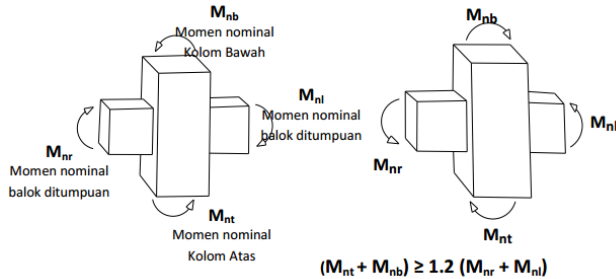 Mnb
Momen nominal
Kolom Bawah
Mnl
Momen nominal
balok ditumpuan
Mnr
Momen nominal
balok ditumpuan
Mnt
Momen nominal
Kolom Atas
Mnb
Mnl
Mnr
Mnt
(Mnt + Mnb) ≥ 1.2 (Mnr + Mnl)